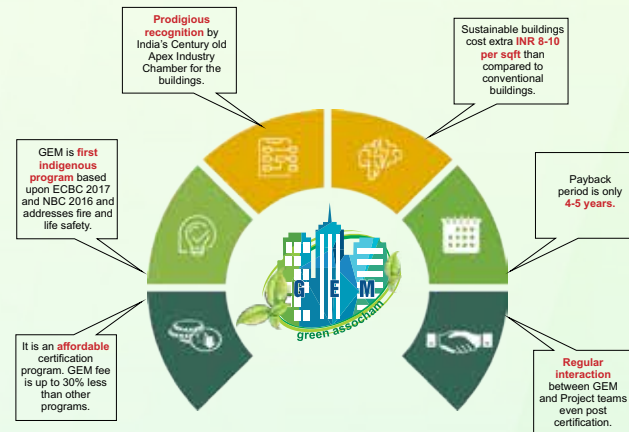 Prodigious
recognition by
India's Century old
Apex Industry
Chamber for the
buildings.
Sustainable buildings
cost extra INR 8-10
per sqft than
compared to
conventional
buildings.
GEM is first
indigenous
program based
upon ECBC 2017
and NBC 2016 and
addresses fire and
life safety.
Payback
period is only
4-5 years.
G E M
green assocham
It is an affordable
certification
program. GEM fee
is up to 30% less
than other
programs.
Regular
interaction
between GEM
and Project teams
even post
certification.